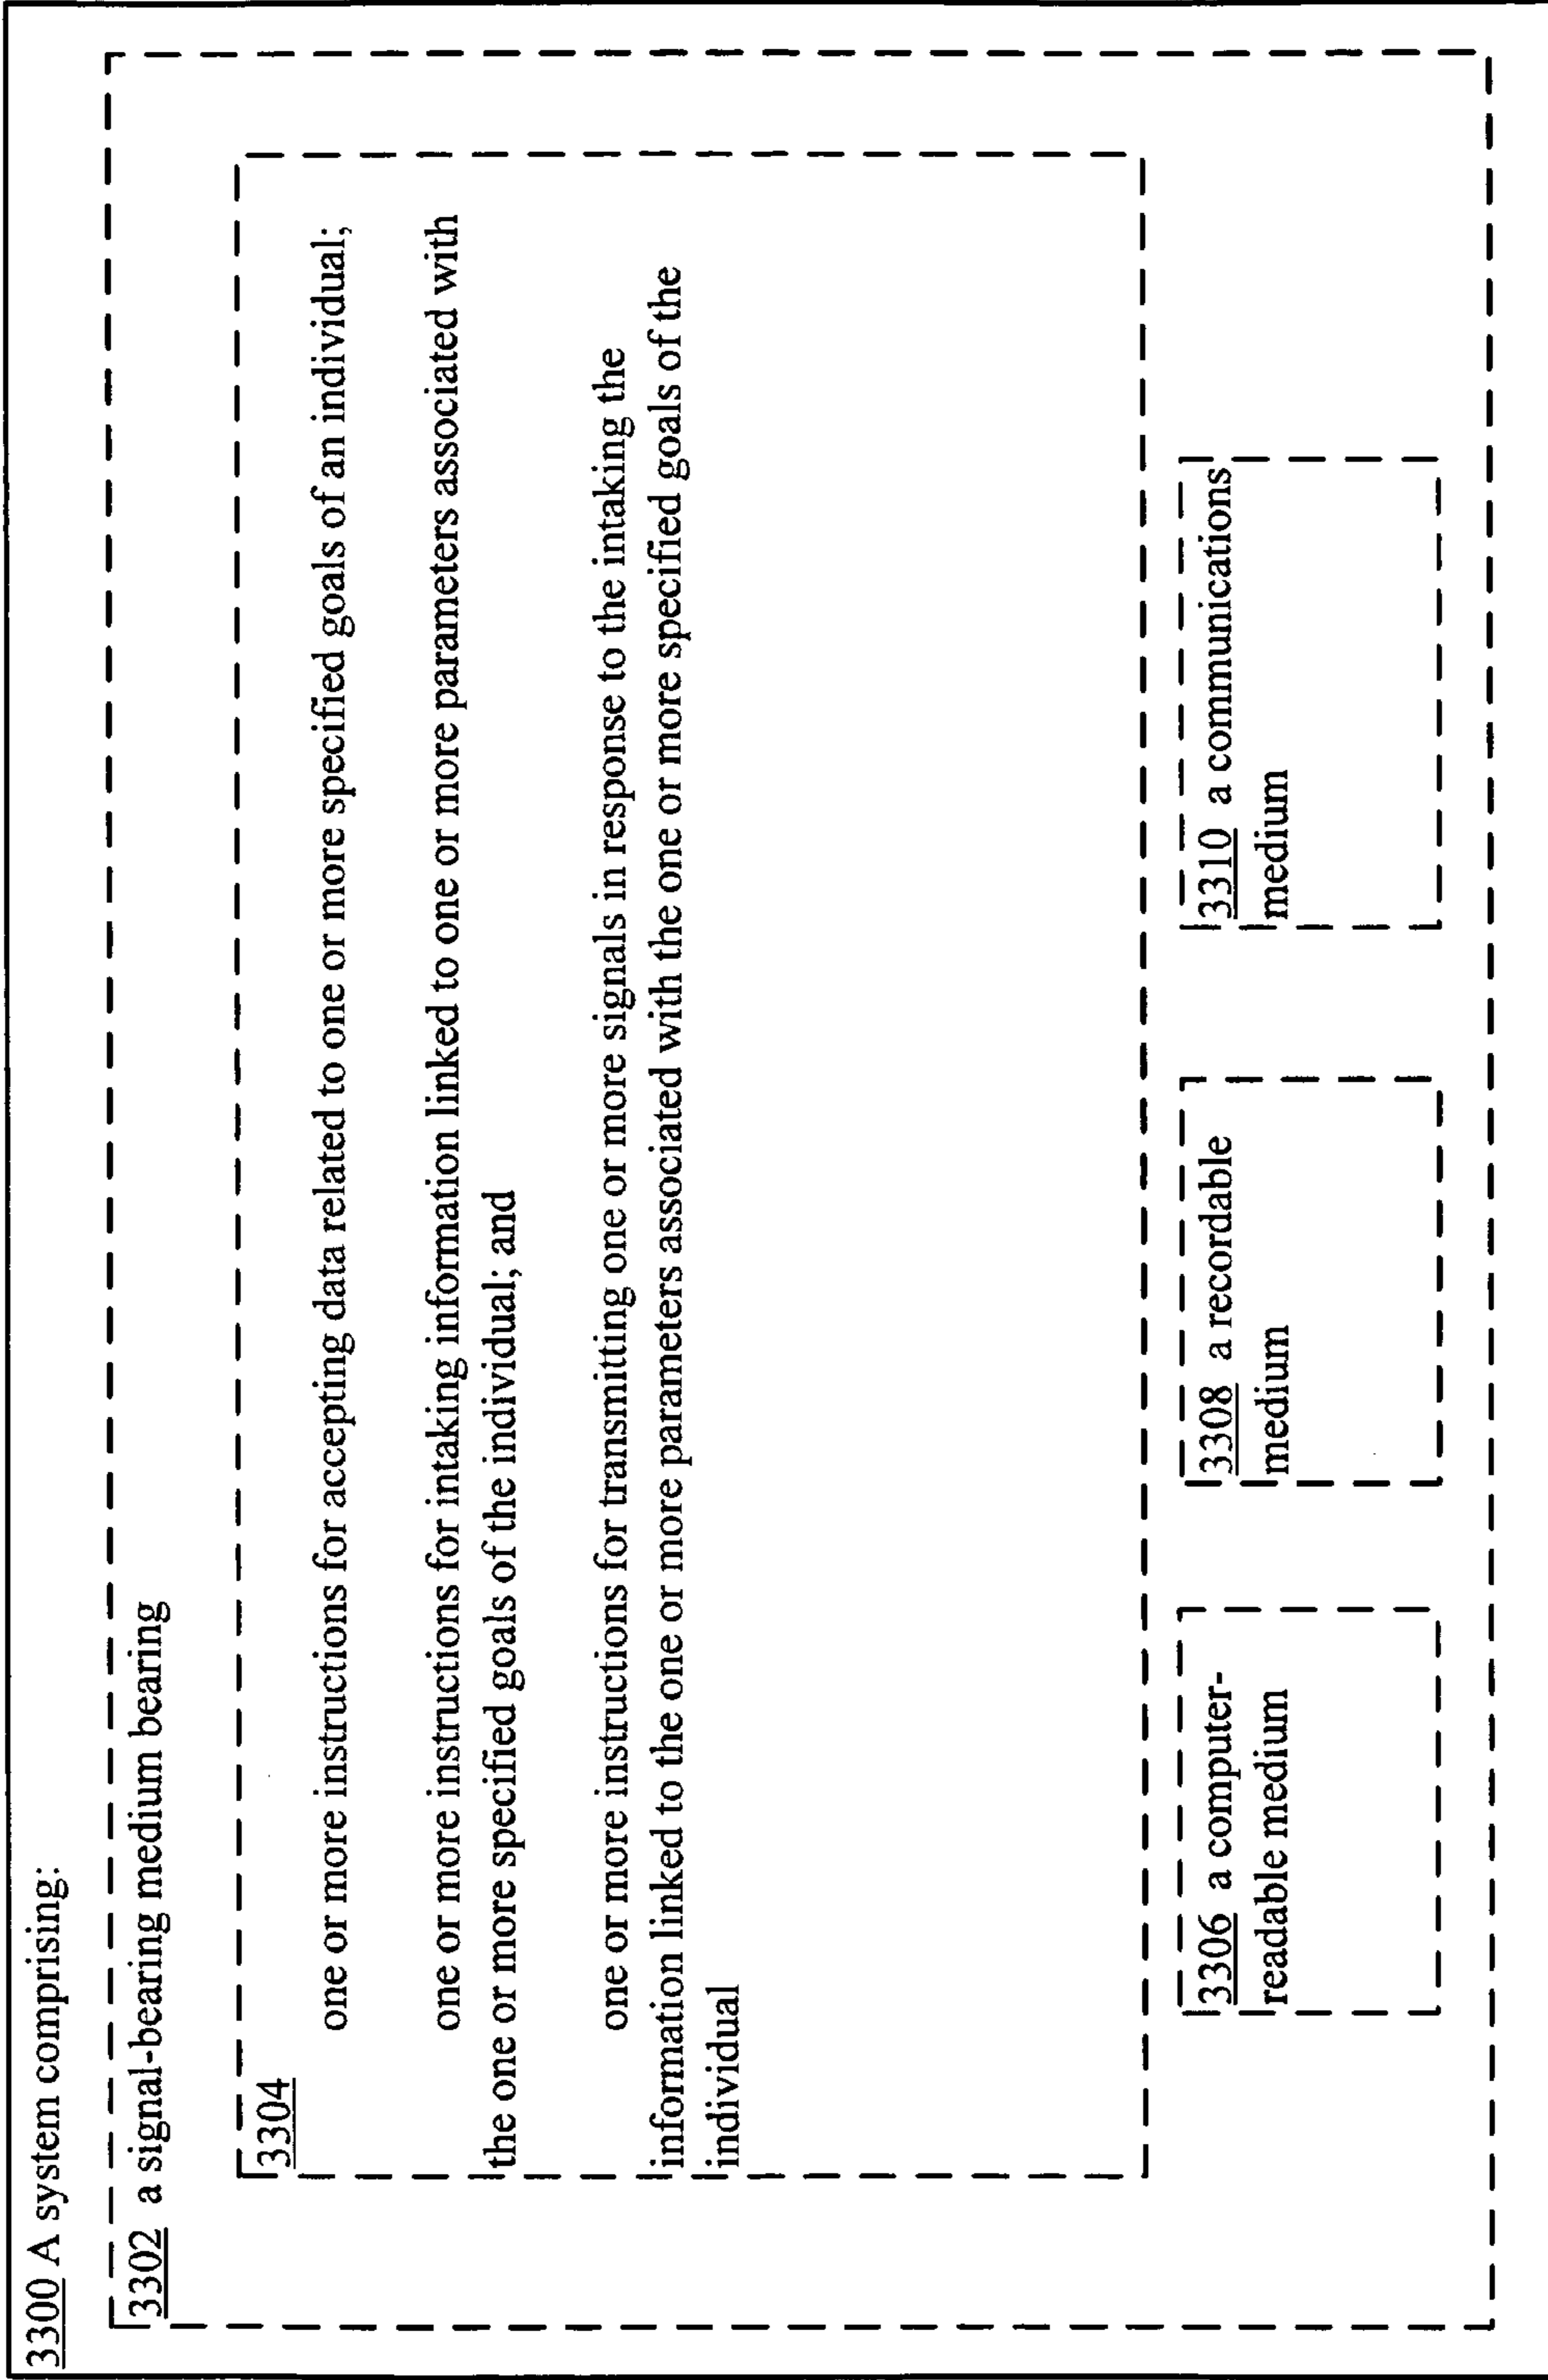 3300 A system comprising:
3302 a signal-bearing medium bearing
3304
one or more instructions for accepting data related to one or more specified goals of an individual;
one or more instructions for intaking information linked to one or more parameters associated with
the one or more specified goals of the individual; and
one or more instructions for transmitting one or more signals in response to the intaking the
information linked to the one or more parameters associated with the one or more specified goals of the
individual
3306 a computer-
readable medium
3308 a recordable
medium
3310 a communications
medium